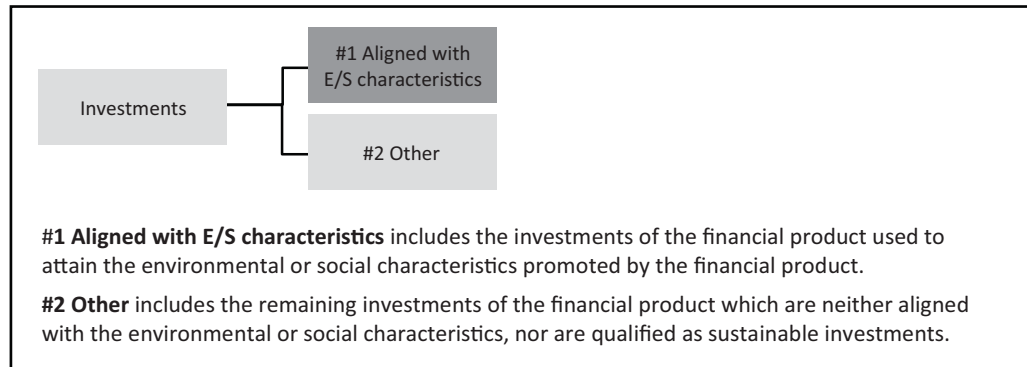 #1 Aligned with
E/S characteristics
Investments
#2 Other
#1 Aligned with E/S characteristics includes the investments of the financial product used to
attain the environmental or social characteristics promoted by the financial product.
#2 Other includes the remaining investments of the financial product which are neither aligned
with the environmental or social characteristics, nor are qualified as sustainable investments.